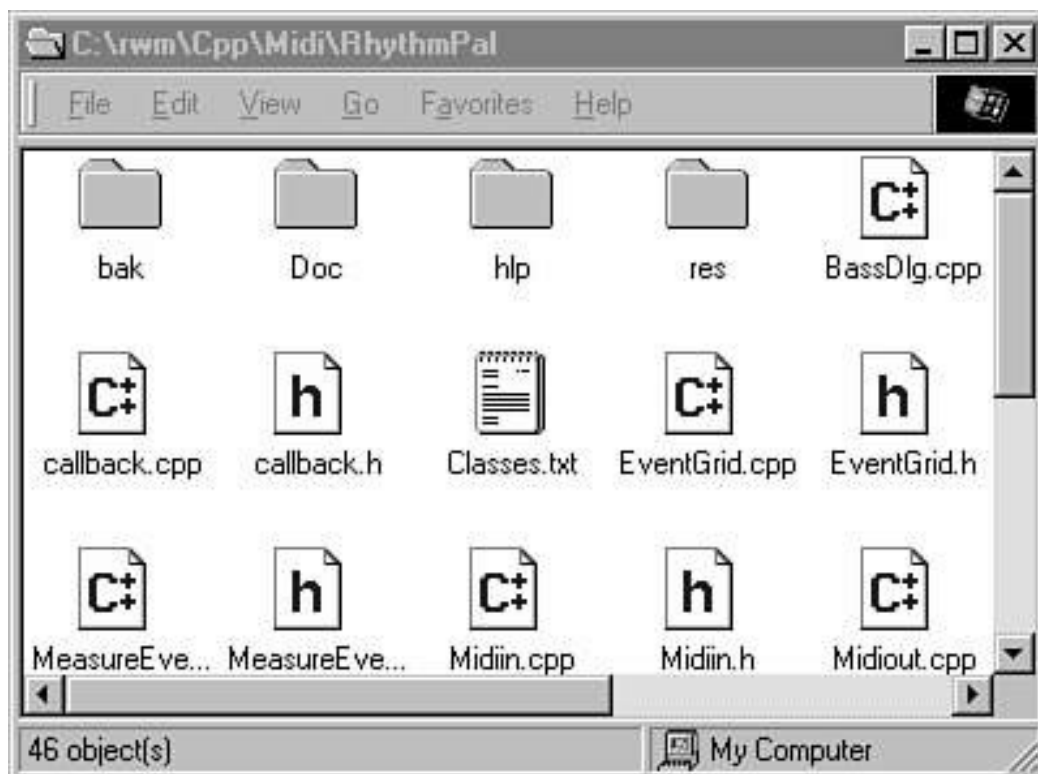 C:\rwm\Cpp\Midi\RhythmPal
File Edit View Go Favorites Help
C++
bak Doc hlp res BassDlg.cpp
C++ h C++ h
callback.cpp callback.h Classes.txt EventGrid.cpp EventGrid.h
C++ h C++ h C++
MeasureEve... MeasureEve... Midiin.cpp Midiin.h Midiout.cpp
46 object(s) My Computer